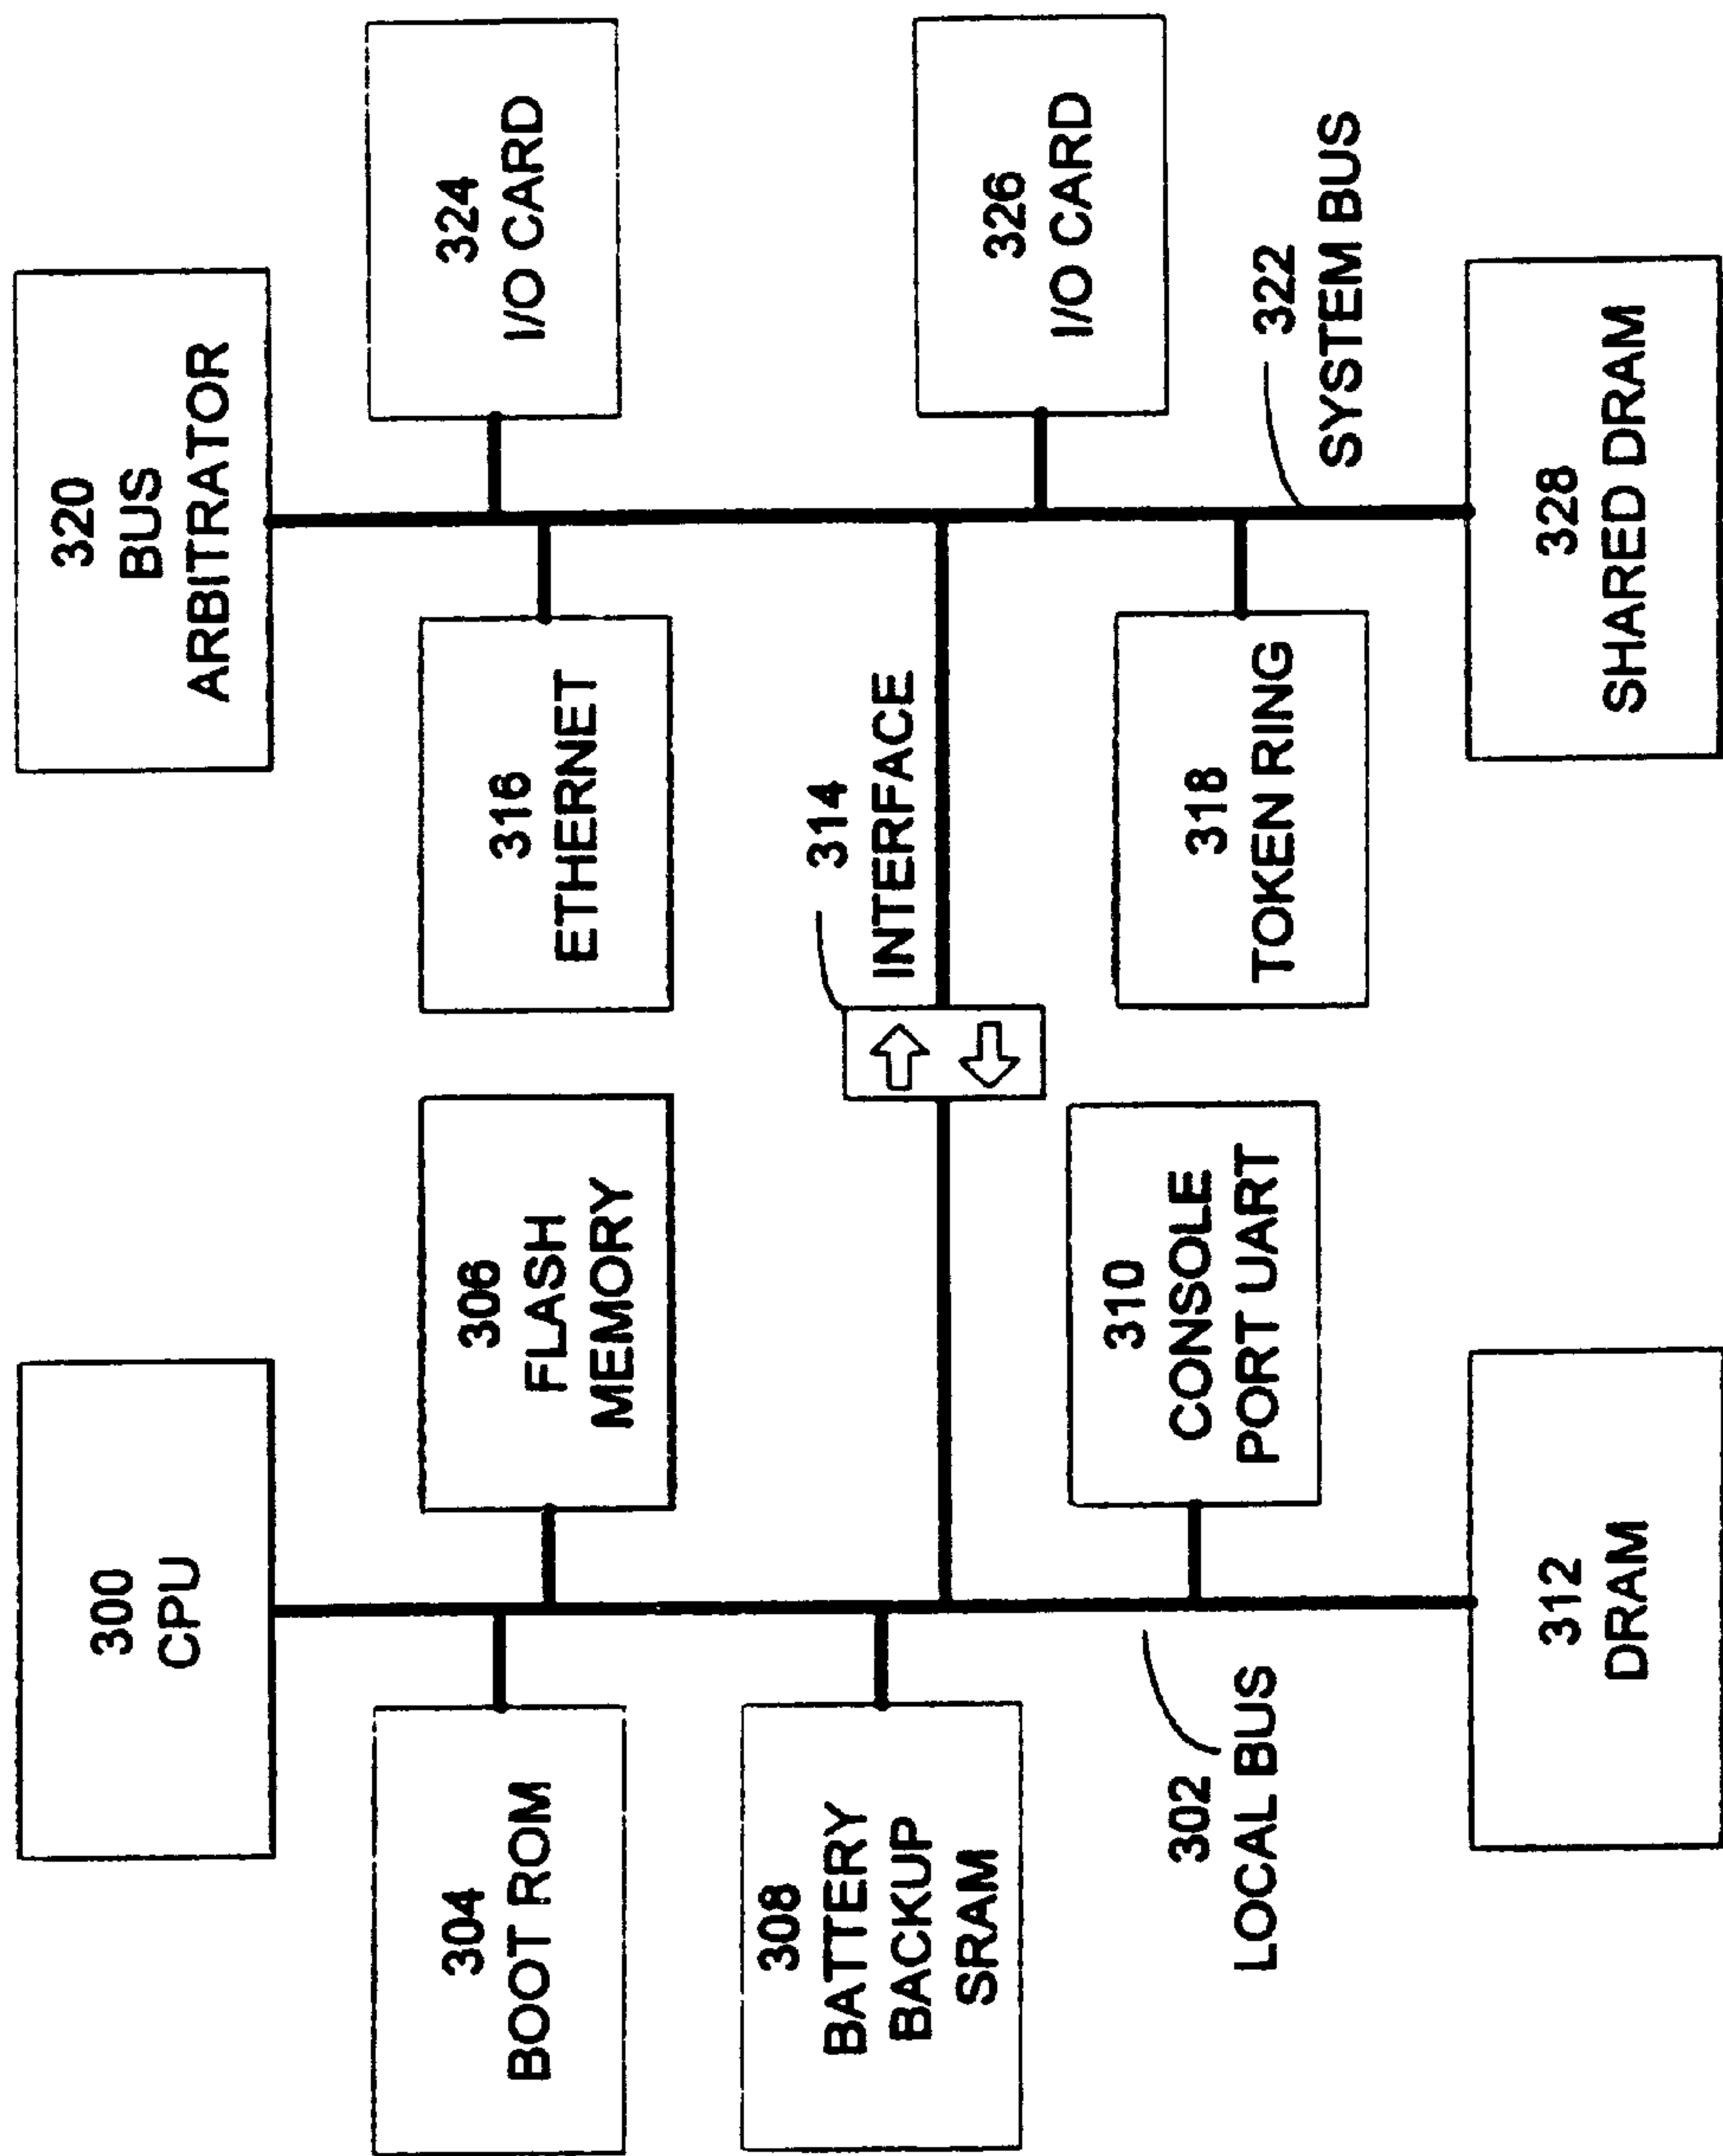 300
CPU
304
BOOT ROM
306
FLASH
MEMORY
308
BATTERY
BACKUP
SRAM
302
LOCAL BUS
310
CONSOLE
PORT UART
312
DRAM
314
INTERFACE
320
BUS
ARBITRATOR
316
ETHERNET
324
I/O CARD
318
TOKEN RING
326
I/O CARD
322
SYSTEM BUS
328
SHARED DRAM